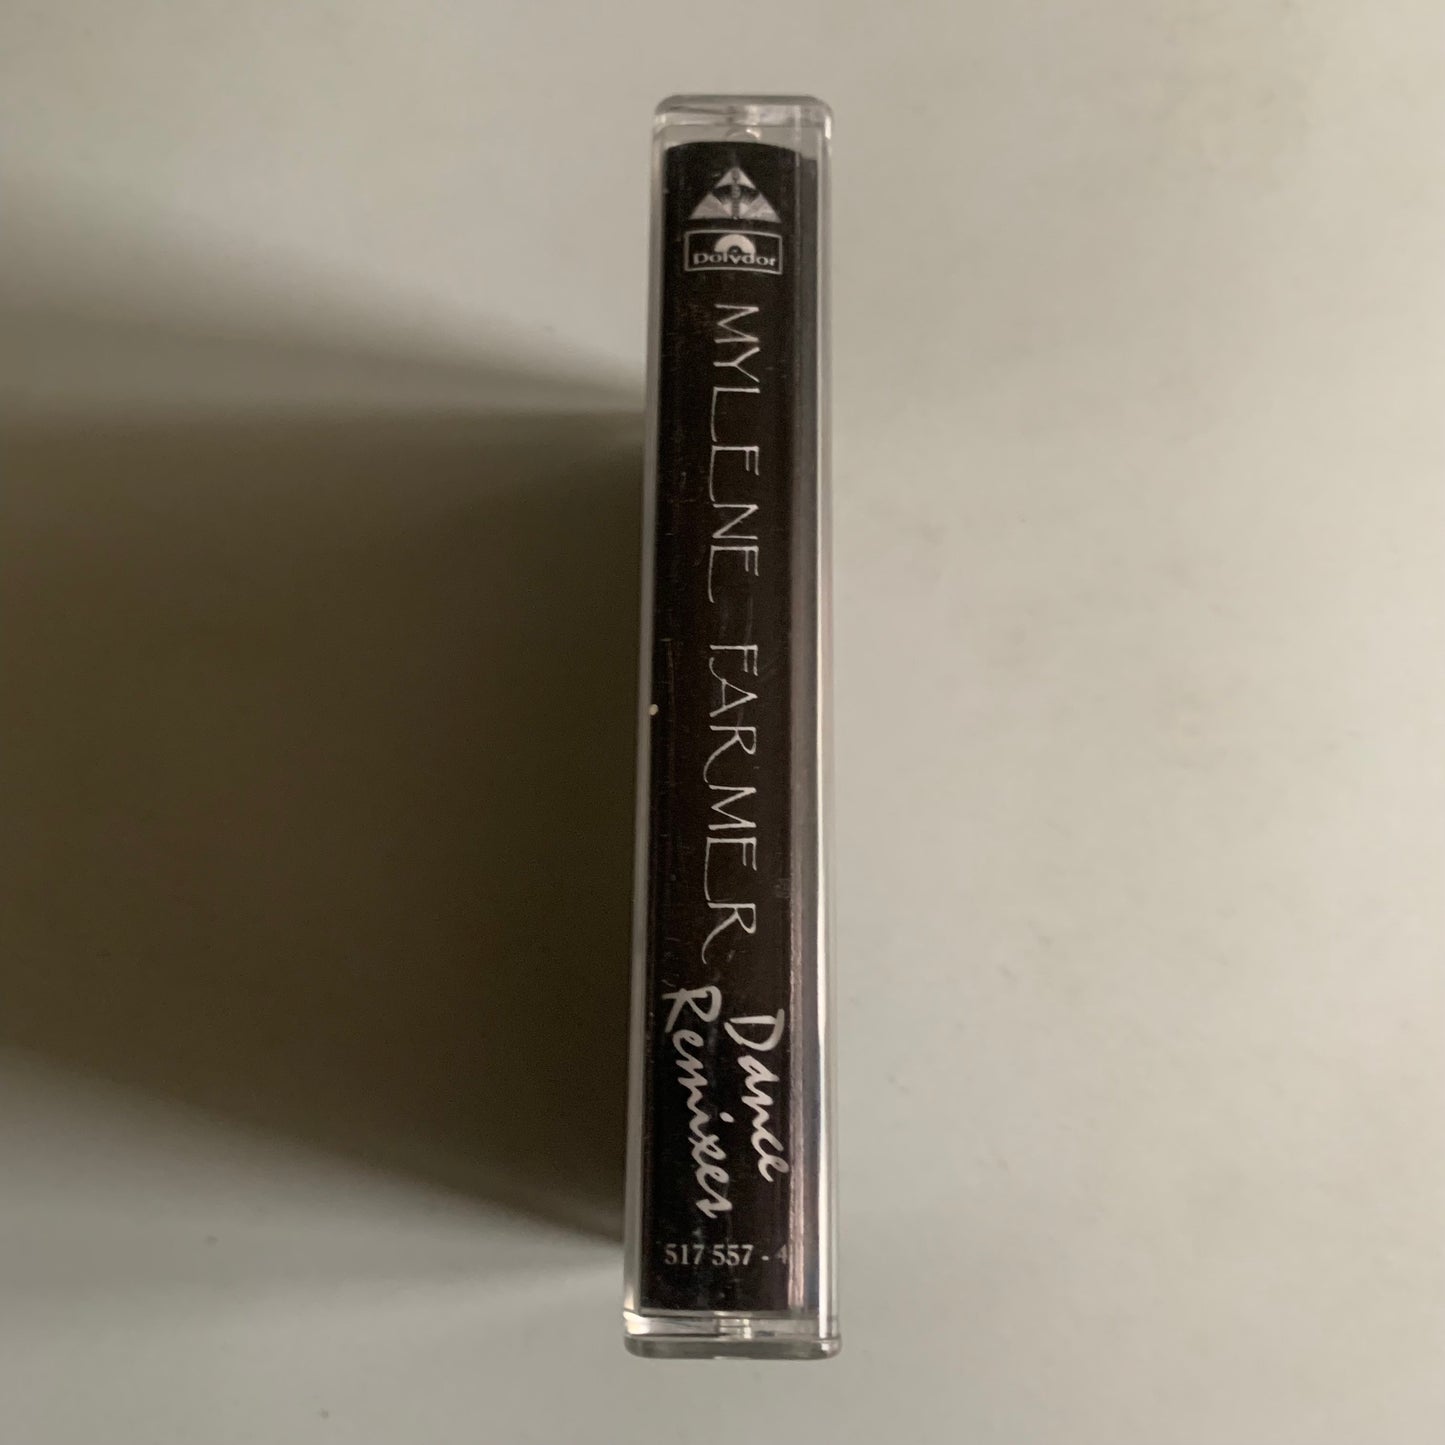 Polydor
MYLENE FARMER
Dance
Remixes
517 557 - 4